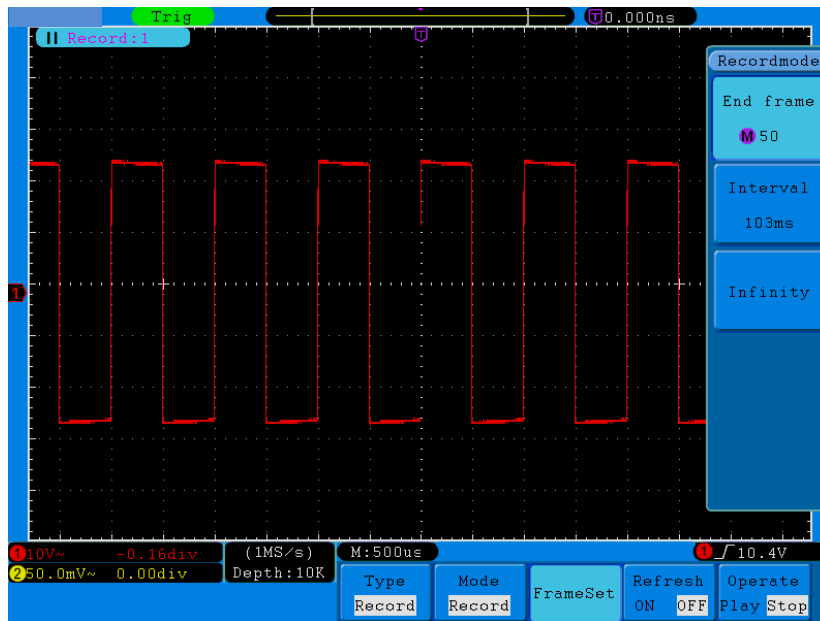 Trig
T 0.000ns
Record:1
T
Recordmode
End frame
M 50
Interval
103ms
Infinity
1
1 10V~ -0.16div
(1MS/s)
M:500us
1 10.4V
2 50.0mV~ 0.00div
Depth:10K
Type
Record
Mode
Record
FrameSet
Refresh
ON OFF
Operate
Play Stop